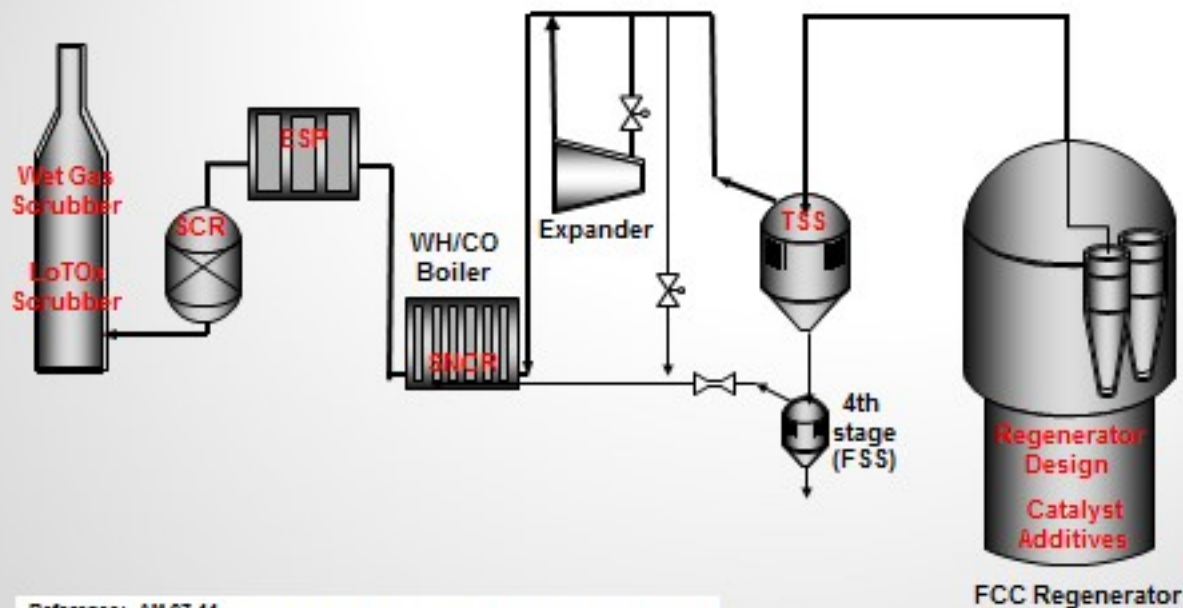 Wet Gas
Scrubber
LoTOx
Scrubber
SCR
ESP
WH/CO
Boiler
SNCR
Expander
TSS
4th
stage
(FSS)
Regenerator
Design
Catalyst
Additives
FCC Regenerator